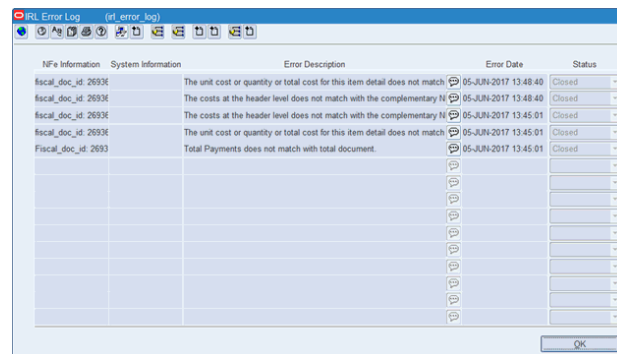 IRL Error Log (irl_error_log)
NFe Information System Information Error Description Error Date Status
fiscal_doc_id: 26936 The unit cost or quantity or total cost for this item detail does not match 05-JUN-2017 13:48:40 Closed
fiscal_doc_id: 26936 The costs at the header level does not match with the complementary N 05-JUN-2017 13:48:40 Closed
fiscal_doc_id: 26936 The costs at the header level does not match with the complementary N 05-JUN-2017 13:45:01 Closed
fiscal_doc_id: 26936 The unit cost or quantity or total cost for this item detail does not match 05-JUN-2017 13:45:01 Closed
Fiscal_doc_id: 2693 Total Payments does not match with total document. 05-JUN-2017 13:45:01 Closed
OK